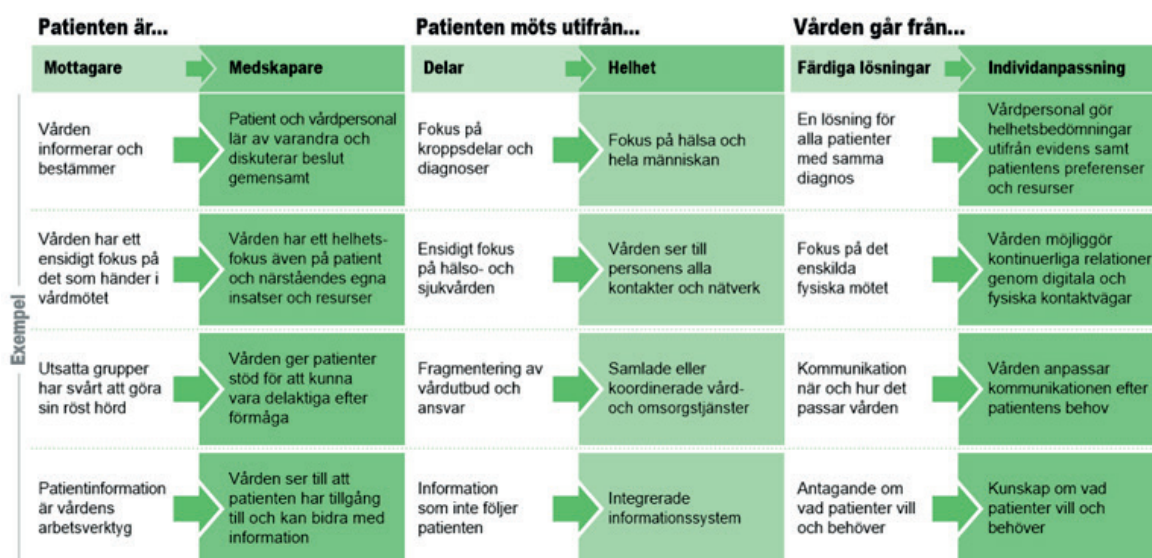 Patienten är...
Patienten möts utifrån...
Vården går från...
Mottagare
Medskapare
Delar
Helhet
Färdiga lösningar
Individanpassning
Exempel
Vården
informerar och
bestämmer
Patient och vårdpersonal
lär av varandra och
diskuterar beslut
gemensamt
Fokus på
kroppsdelar och
diagnoser
Fokus på hälsa och
hela människan
En lösning för
alla patienter
med samma
diagnos
Vårdpersonal gör
helhetsbedömningar
utifrån evidens samt
patientens preferenser
och resurser
Vården har ett
ensidigt fokus på
det som händer i
vårdmötet
Vården har ett helhets-
fokus även på patient
och närståendes egna
insatser och resurser
Ensidigt fokus
på hälso- och
sjukvården
Vården ser till
personens alla
kontakter och nätverk
Fokus på det
enskilda
fysiska mötet
Vården möjliggör
kontinuerliga relationer
genom digitala och
fysiska kontaktvägar
Utsatta grupper
har svårt att göra
sin röst hörd
Vården ger patienter
stöd för att kunna
vara delaktiga efter
förmåga
Fragmentering av
vårdutbud och
ansvar
Samlade eller
koordinerade vård-
och omsorgstjänster
Kommunikation
när och hur det
passar vården
Vården anpassar
kommunikationen efter
patientens behov
Patientinformation
är vårdens
arbetsverktyg
Vården ser till att
patienten har tillgång
till och kan bidra med
information
Information
som inte följer
patienten
Integrerade
informationssystem
Antagande om
vad patienter vill
och behöver
Kunskap om vad
patienter vill och
behöver